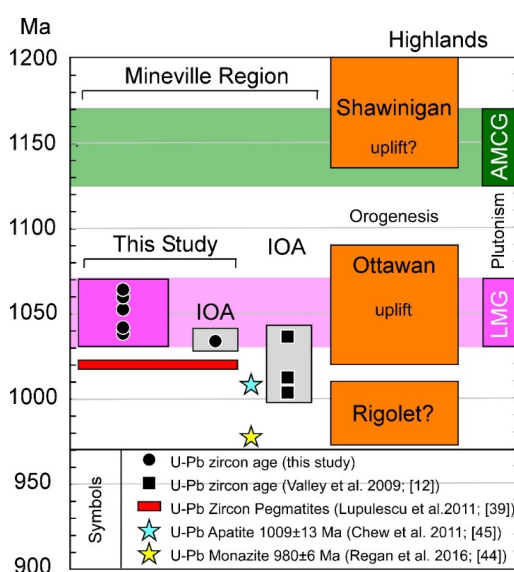 Ma
Highlands
1200
Mineville Region
Shawinigan
uplift?
AMCG
1150
1100
Orogenesis
Plutonism
This Study
IOA
Ottawan
uplift
LMG
1050
IOA
1000
Rigolet?
950
900
Symbols
U-Pb zircon age (this study)
U-Pb zircon age (Valley et al. 2009; [12])
U-Pb Zircon Pegmatites (Lupulescu et al.2011; [39])
U-Pb Apatite 1009±13 Ma (Chew et al. 2011; [45])
U-Pb Monazite 980±6 Ma (Regan et al. 2016; [44])